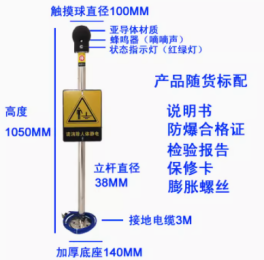 触摸球直径100MM
亚导体材质
蜂鸣器（嘀嘀声）
状态指示灯（红绿灯）
产品随货标配
高度
1050MM
说明书
防爆合格证
检验报告
保修卡
膨胀螺丝
立杆直径
38MM
接地电缆3M
加厚底座140MM